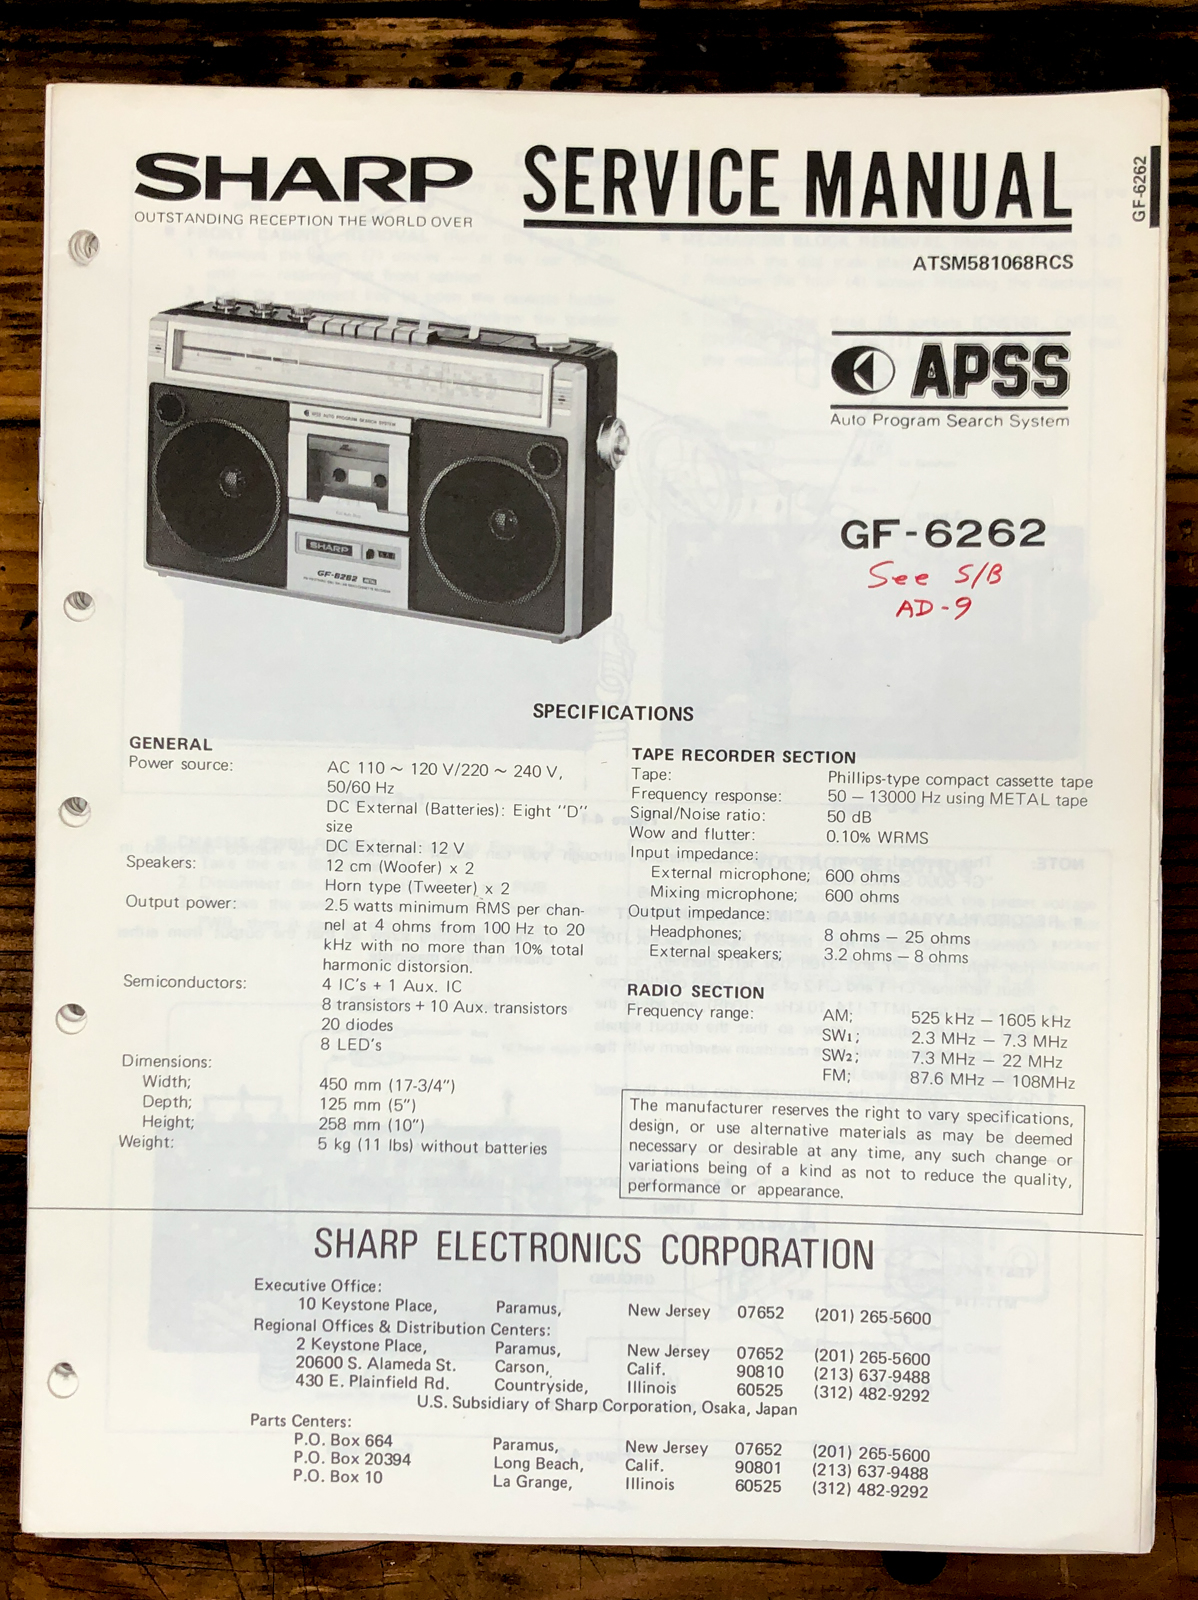 SHARP
OUTSTANDING RECEPTION THE WORLD OVER
SERVICE MANUAL
GF-6262
ATSM581068RCS
APSS
Auto Program Search System
APSS AUTO PROGRAM SEARCH SYSTEM
SHARP
GF-6262 METAL
GF-6262
See S/B
AD-9
SPECIFICATIONS
GENERAL
Power source: AC 110 ~ 120 V/220 ~ 240 V,
50/60 Hz
DC External (Batteries): Eight "D"
size
DC External: 12 V
Speakers: 12 cm (Woofer) x 2
Horn type (Tweeter) x 2
Output power: 2.5 watts minimum RMS per chan-
nel at 4 ohms from 100 Hz to 20
kHz with no more than 10% total
harmonic distorsion.
Semiconductors: 4 IC's + 1 Aux. IC
8 transistors + 10 Aux. transistors
20 diodes
8 LED's
Dimensions:
Width; 450 mm (17-3/4")
Depth; 125 mm (5")
Height; 258 mm (10")
Weight: 5 kg (11 lbs) without batteries
TAPE RECORDER SECTION
Tape: Phillips-type compact cassette tape
Frequency response: 50 – 13000 Hz using METAL tape
Signal/Noise ratio: 50 dB
Wow and flutter: 0.10% WRMS
Input impedance:
External microphone; 600 ohms
Mixing microphone; 600 ohms
Output impedance:
Headphones; 8 ohms – 25 ohms
External speakers; 3.2 ohms – 8 ohms
RADIO SECTION
Frequency range: AM; 525 kHz – 1605 kHz
SW1; 2.3 MHz – 7.3 MHz
SW2; 7.3 MHz – 22 MHz
FM; 87.6 MHz – 108MHz
The manufacturer reserves the right to vary specifications,
design, or use alternative materials as may be deemed
necessary or desirable at any time, any such change or
variations being of a kind as not to reduce the quality,
performance or appearance.
SHARP ELECTRONICS CORPORATION
Executive Office:
10 Keystone Place, Paramus, New Jersey 07652 (201) 265-5600
Regional Offices & Distribution Centers:
2 Keystone Place, Paramus, New Jersey 07652 (201) 265-5600
20600 S. Alameda St. Carson, Calif. 90810 (213) 637-9488
430 E. Plainfield Rd. Countryside, Illinois 60525 (312) 482-9292
U.S. Subsidiary of Sharp Corporation, Osaka, Japan
Parts Centers:
P.O. Box 664 Paramus, New Jersey 07652 (201) 265-5600
P.O. Box 20394 Long Beach, Calif. 90801 (213) 637-9488
P.O. Box 10 La Grange, Illinois 60525 (312) 482-9292